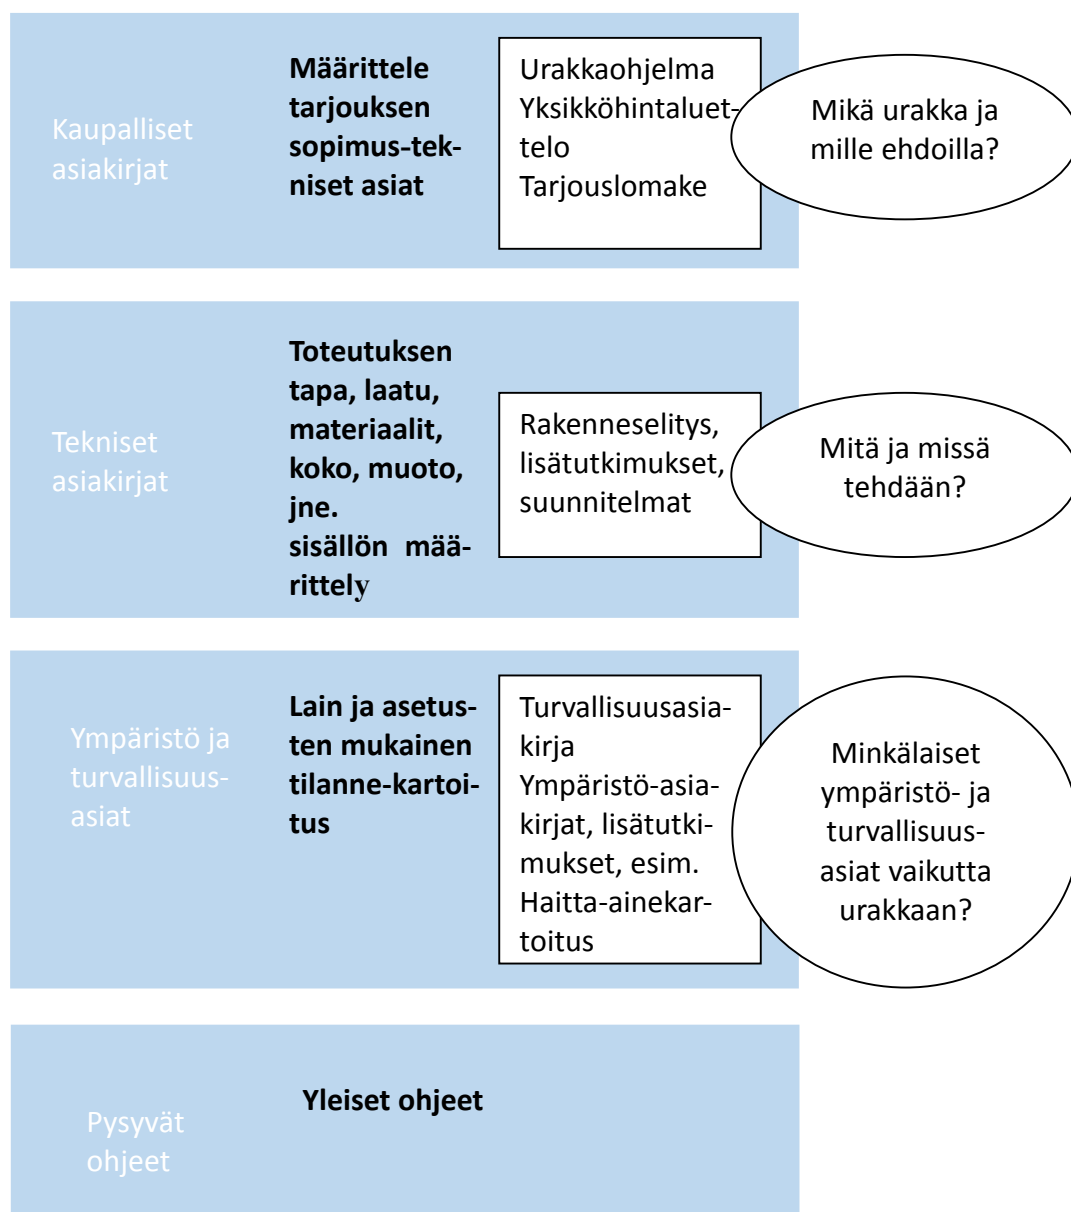 Kaupalliset
asiakirjat
Määrittele
tarjouksen
sopimus-tek-
niset asiat
Urakkaohjelma
Yksikköhintaluet-
telo
Tarjouslomake
Mikä urakka ja
mille ehdoilla?
Tekniset
asiakirjat
Toteutuksen
tapa, laatu,
materiaalit,
koko, muoto,
jne.
sisällön mää-
rittely
Rakenneselitys,
lisätutkimukset,
suunnitelmat
Mitä ja missä
tehdään?
Ympäristö ja
turvallisuus-
asiat
Lain ja asetus-
ten mukainen
tilanne-kartoi-
tus
Turvallisuusasia-
kirja
Ympäristö-asia-
kirjat, lisätutki-
mukset, esim.
Haitta-ainekar-
toitus
Minkälaiset
ympäristö- ja
turvallisuus-
asiat vaikutta
urakkaan?
Pysyvät
ohjeet
Yleiset ohjeet